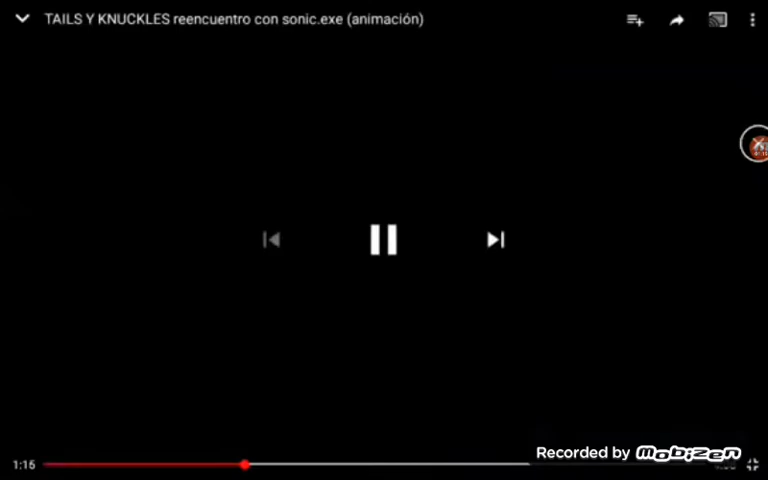 TAILS Y KNUCKLES reencuentro con sonic.exe (animación)
1:15
Recorded by Mobizen